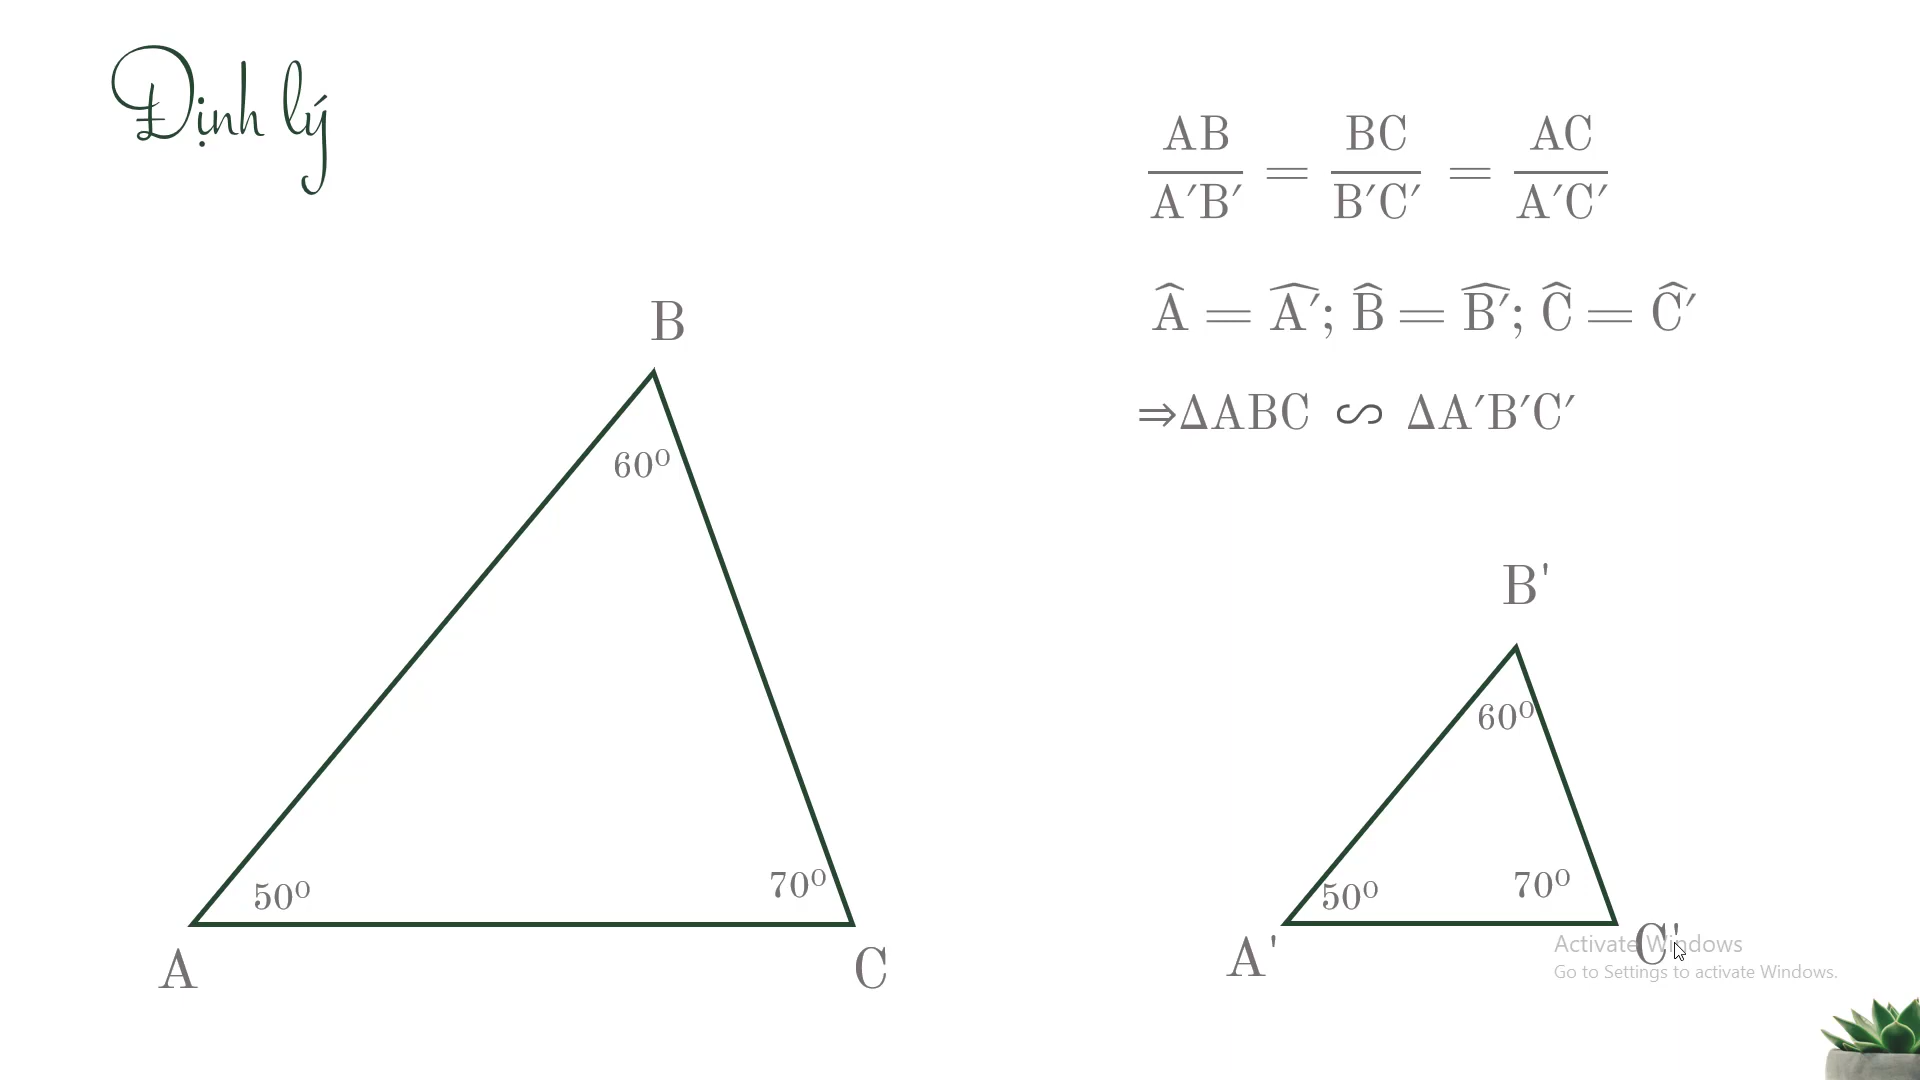 Định lý
AB/A′B′ = BC/B′C′ = AC/A′C′
Â = Â′; B̂ = B̂′; Ĉ = Ĉ′
⇒ΔABC ∽ ΔA′B′C′
B
60⁰
50⁰
70⁰
A
C
B'
60⁰
50⁰
70⁰
A'
C'
Activate Windows
Go to Settings to activate Windows.